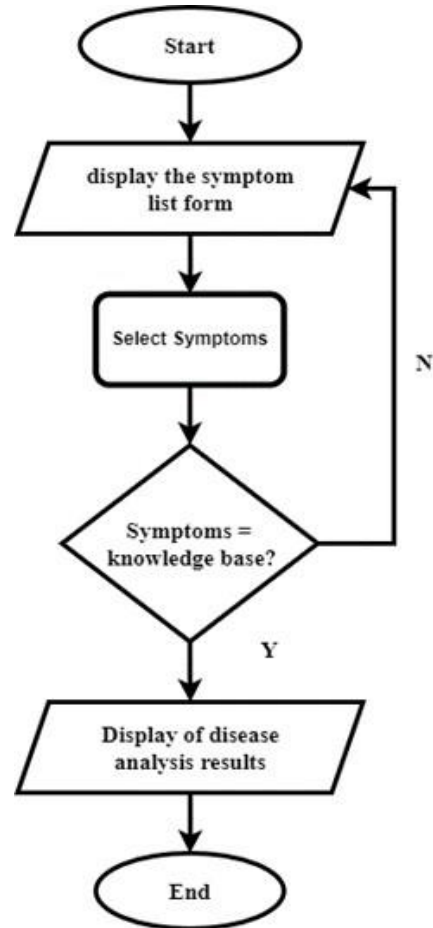 Start
display the symptom
list form
Select Symptoms
N
Symptoms =
knowledge base?
Y
Display of disease
analysis results
End